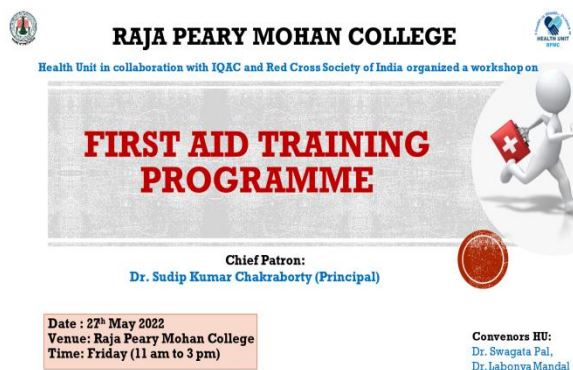 RAJA PEARY MOHAN COLLEGE
HEALTH UNIT
RPMC
Health Unit in collaboration with IQAC and Red Cross Society of India organized a workshop on
FIRST AID TRAINING
PROGRAMME
Chief Patron:
Dr. Sudip Kumar Chakraborty (Principal)
Date : 27th May 2022
Venue: Raja Peary Mohan College
Time: Friday (11 am to 3 pm)
Convenors HU:
Dr. Swagata Pal,
Dr. Labonya Mandal